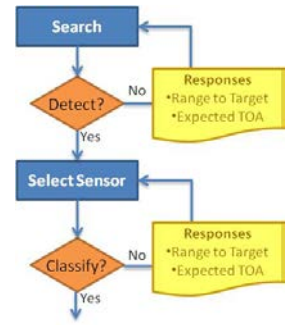 Search
Detect?
No
Responses
•Range to Target
•Expected TOA
Yes
Select Sensor
Classify?
No
Responses
•Range to Target
•Expected TOA
Yes